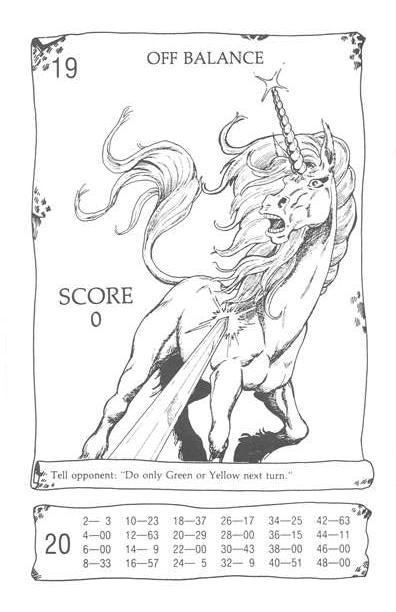 19
OFF BALANCE
SCORE
0
Tell opponent: "Do only Green or Yellow next turn."
20
2— 3 10—23 18—37 26—17 34—25 42—63
4—00 12—63 20—29 28—00 36—15 44—11
6—00 14— 9 22—00 30—43 38—00 46—00
8—33 16—57 24— 5 32— 9 40—51 48—00